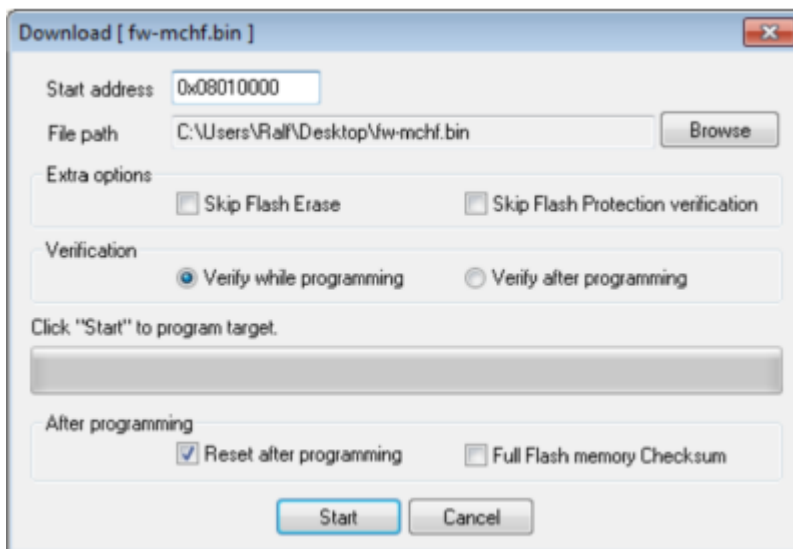 Download [ fw-mchf.bin ]
Start address 0x08010000
File path C:\Users\Ralf\Desktop\fw-mchf.bin Browse
Extra options
Skip Flash Erase Skip Flash Protection verification
Verification
Verify while programming Verify after programming
Click "Start" to program target.
After programming
Reset after programming Full Flash memory Checksum
Start Cancel